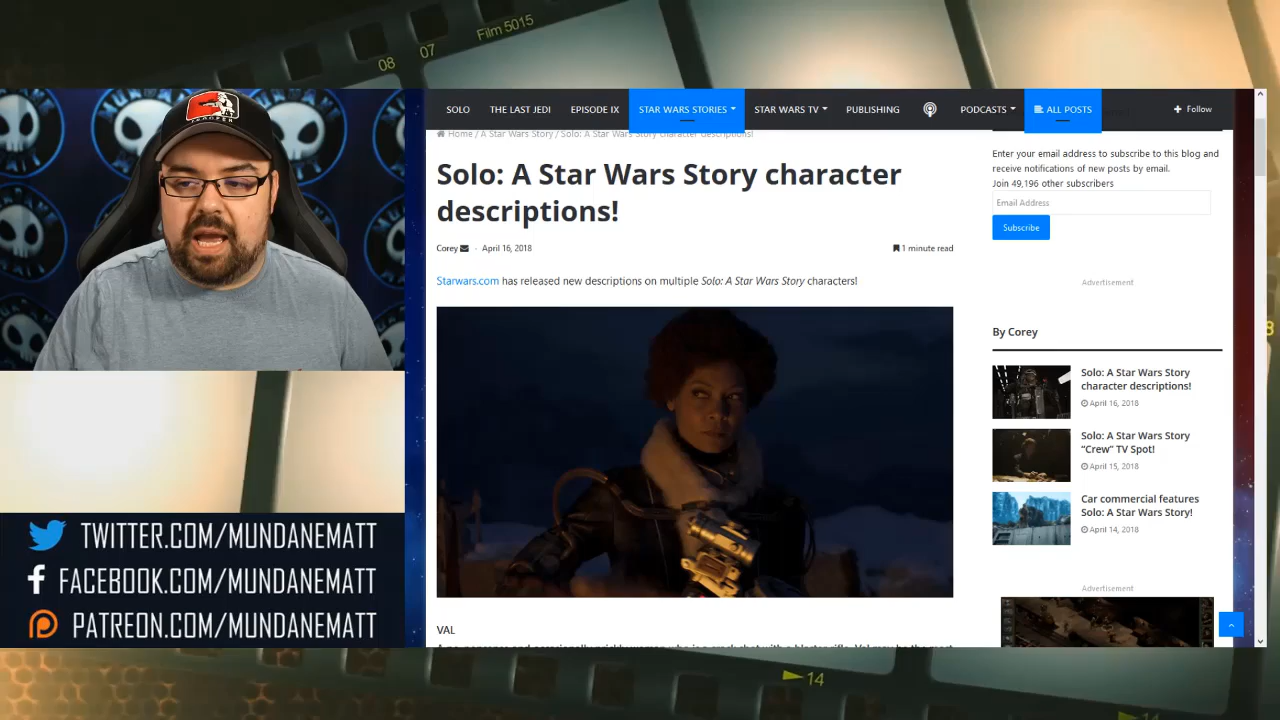 Film 5015
08 07
SOLO THE LAST JEDI EPISODE IX STAR WARS STORIES STAR WARS TV PUBLISHING PODCASTS ALL POSTS Follow
Home / A Star Wars Story / Solo: A Star Wars Story character descriptions!
Solo: A Star Wars Story character
descriptions!
Corey - April 16, 2018 1 minute read
Starwars.com has released new descriptions on multiple Solo: A Star Wars Story characters!
VAL
Enter your email address to subscribe to this blog and
receive notifications of new posts by email.
Join 49,196 other subscribers
Email Address
Subscribe
Advertisement
By Corey
Solo: A Star Wars Story
character descriptions!
April 16, 2018
Solo: A Star Wars Story
“Crew” TV Spot!
April 15, 2018
Car commercial features
Solo: A Star Wars Story!
April 14, 2018
Advertisement
TWITTER.COM/MUNDANEMATT
FACEBOOK.COM/MUNDANEMATT
PATREON.COM/MUNDANEMATT
14